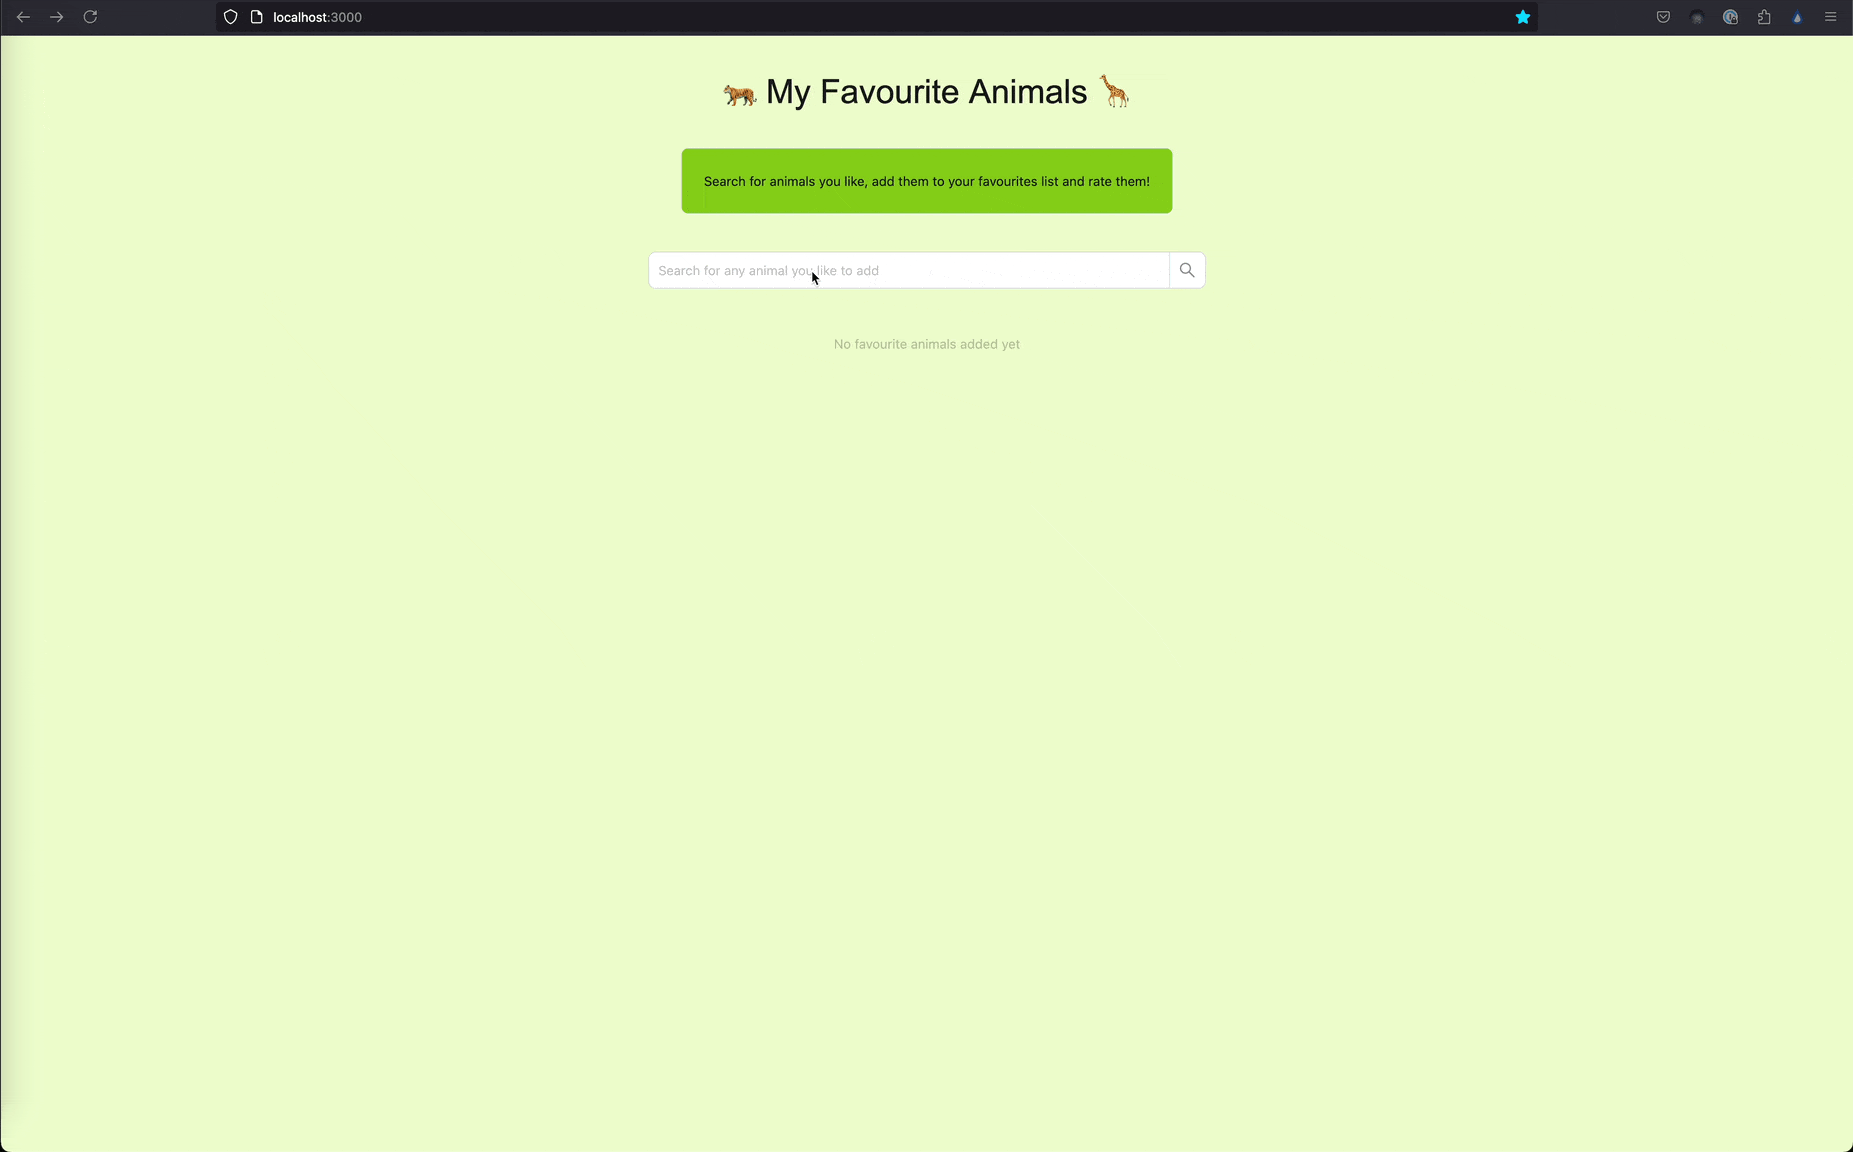 localhost:3000
🐅 My Favourite Animals 🦒
Search for animals you like, add them to your favourites list and rate them!
Search for any animal you like to add
No favourite animals added yet